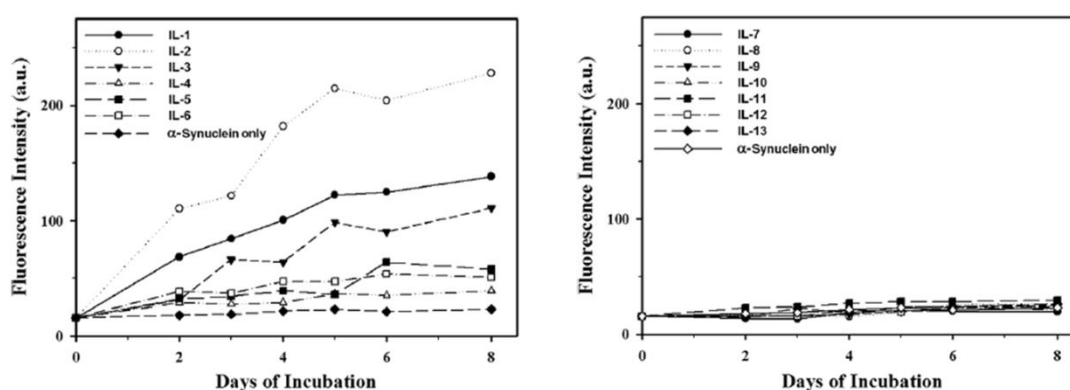 IL-1
IL-2
IL-3
IL-4
IL-5
IL-6
α-Synuclein only
Fluorescence Intensity (a.u.)
200
100
0
0 2 4 6 8
Days of Incubation
IL-7
IL-8
IL-9
IL-10
IL-11
IL-12
IL-13
α-Synuclein only
Fluorescence Intensity (a.u.)
200
100
0
0 2 4 6 8
Days of Incubation